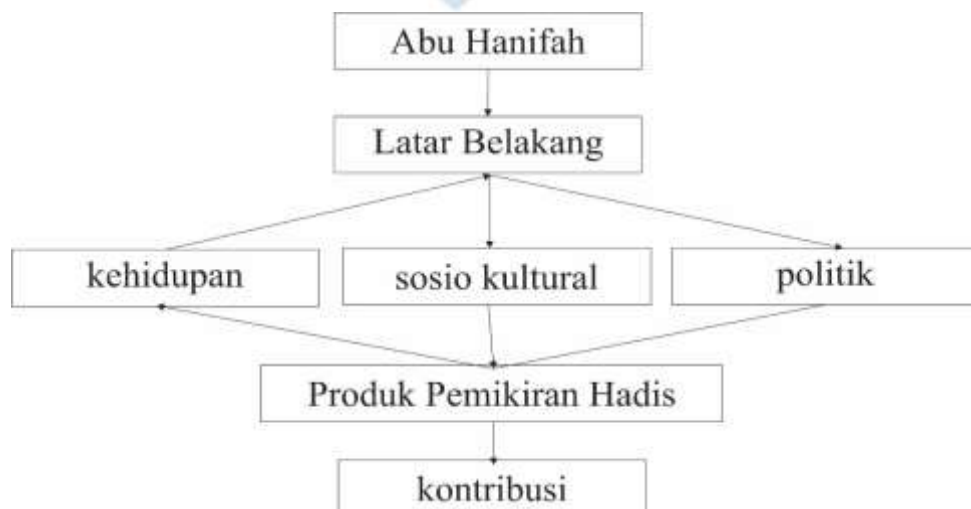 Abu Hanifah
Latar Belakang
kehidupan
sosio kultural
politik
Produk Pemikiran Hadis
kontribusi